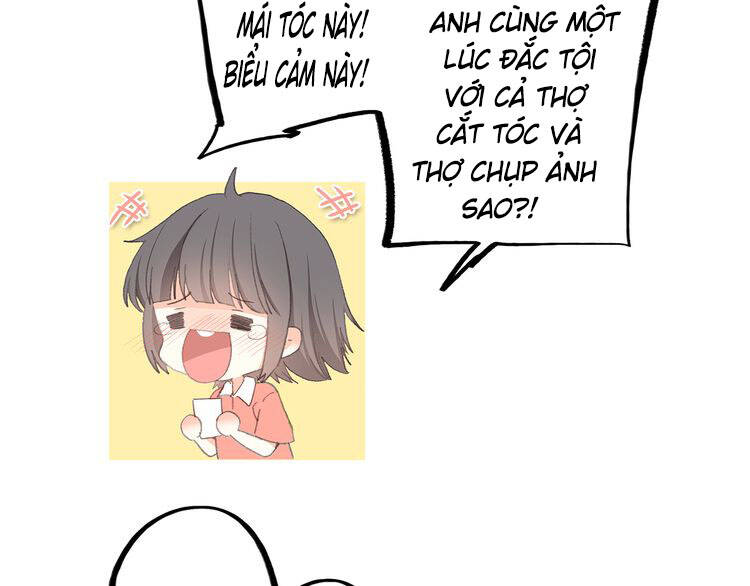 MÁI TÓC NÀY!
BIỂU CẢM NÀY!
ANH CÙNG MỘT
LÚC ĐẮC TỘI
VỚI CẢ THỢ
CẮT TÓC VÀ
THỢ CHỤP ẢNH
SAO?!